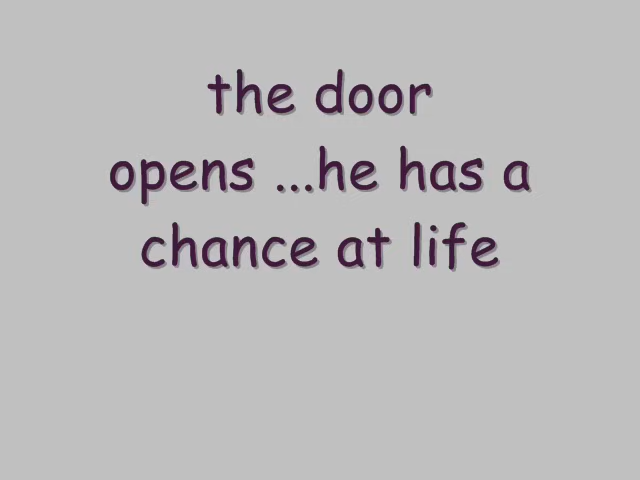 the door
opens ...he has a
chance at life